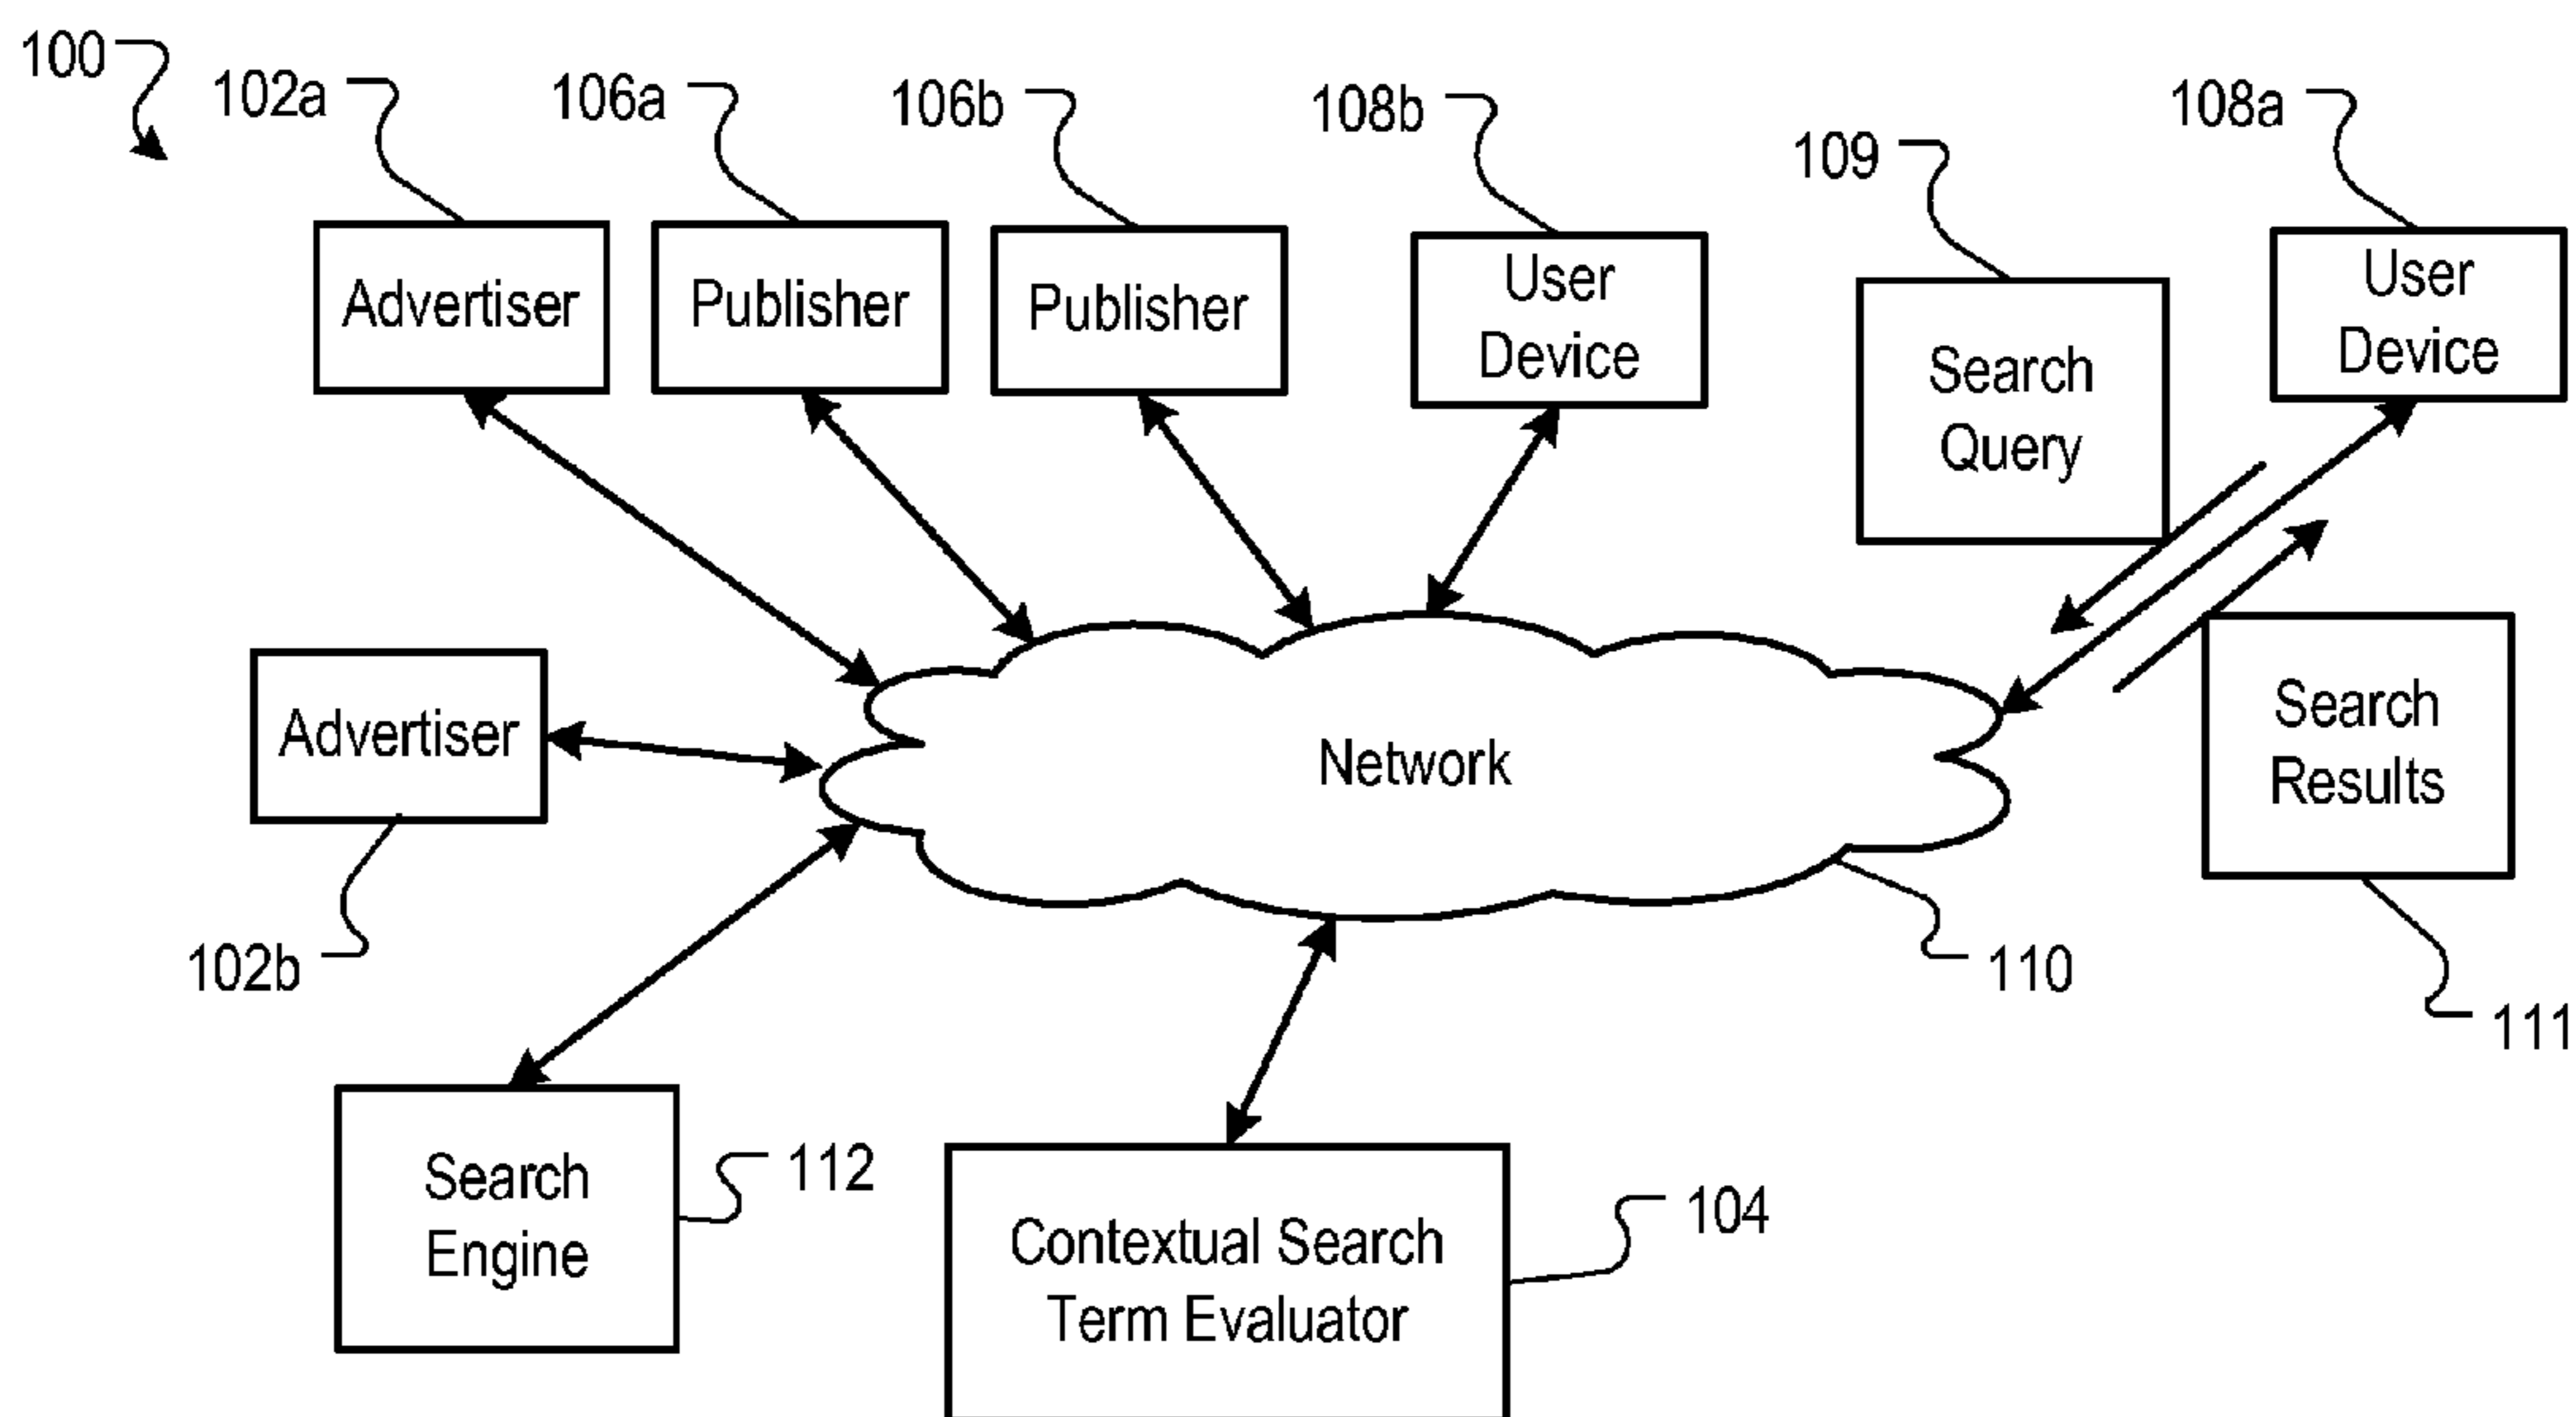 100
102a
106a
106b
108b
109
108a
Advertiser
Publisher
Publisher
User
Device
Search
Query
User
Device
Advertiser
Network
Search
Results
102b
110
111
Search
Engine
112
Contextual Search
Term Evaluator
104